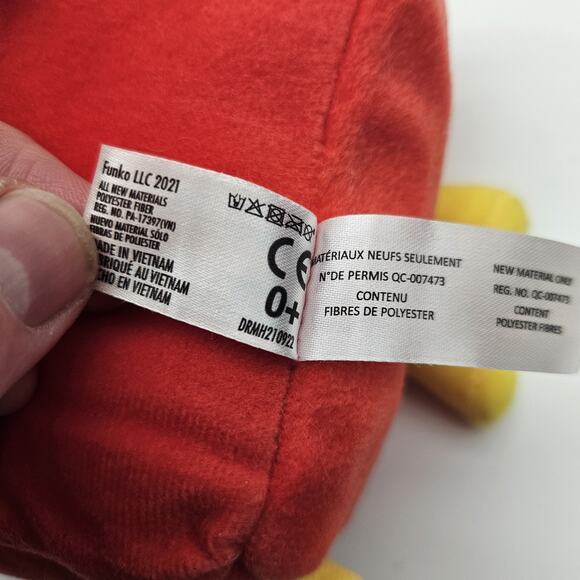 Funko LLC 2021
ALL NEW MATERIALS
POLYESTER FIBER
REG. NO. PA-17397(VN)
NUEVO MATERIAL SÓLO
FIBRAS DE POLIESTER
MADE IN VIETNAM
FABRIQUÉ AU VIETNAM
HECHO EN VIETNAM
CE
0+
DRMH210922
MATÉRIAUX NEUFS SEULEMENT
N°DE PERMIS QC-007473
CONTENU
FIBRES DE POLYESTER
NEW MATERIAL ONLY
REG. NO. QC-007473
CONTENT
POLYESTER FIBRES